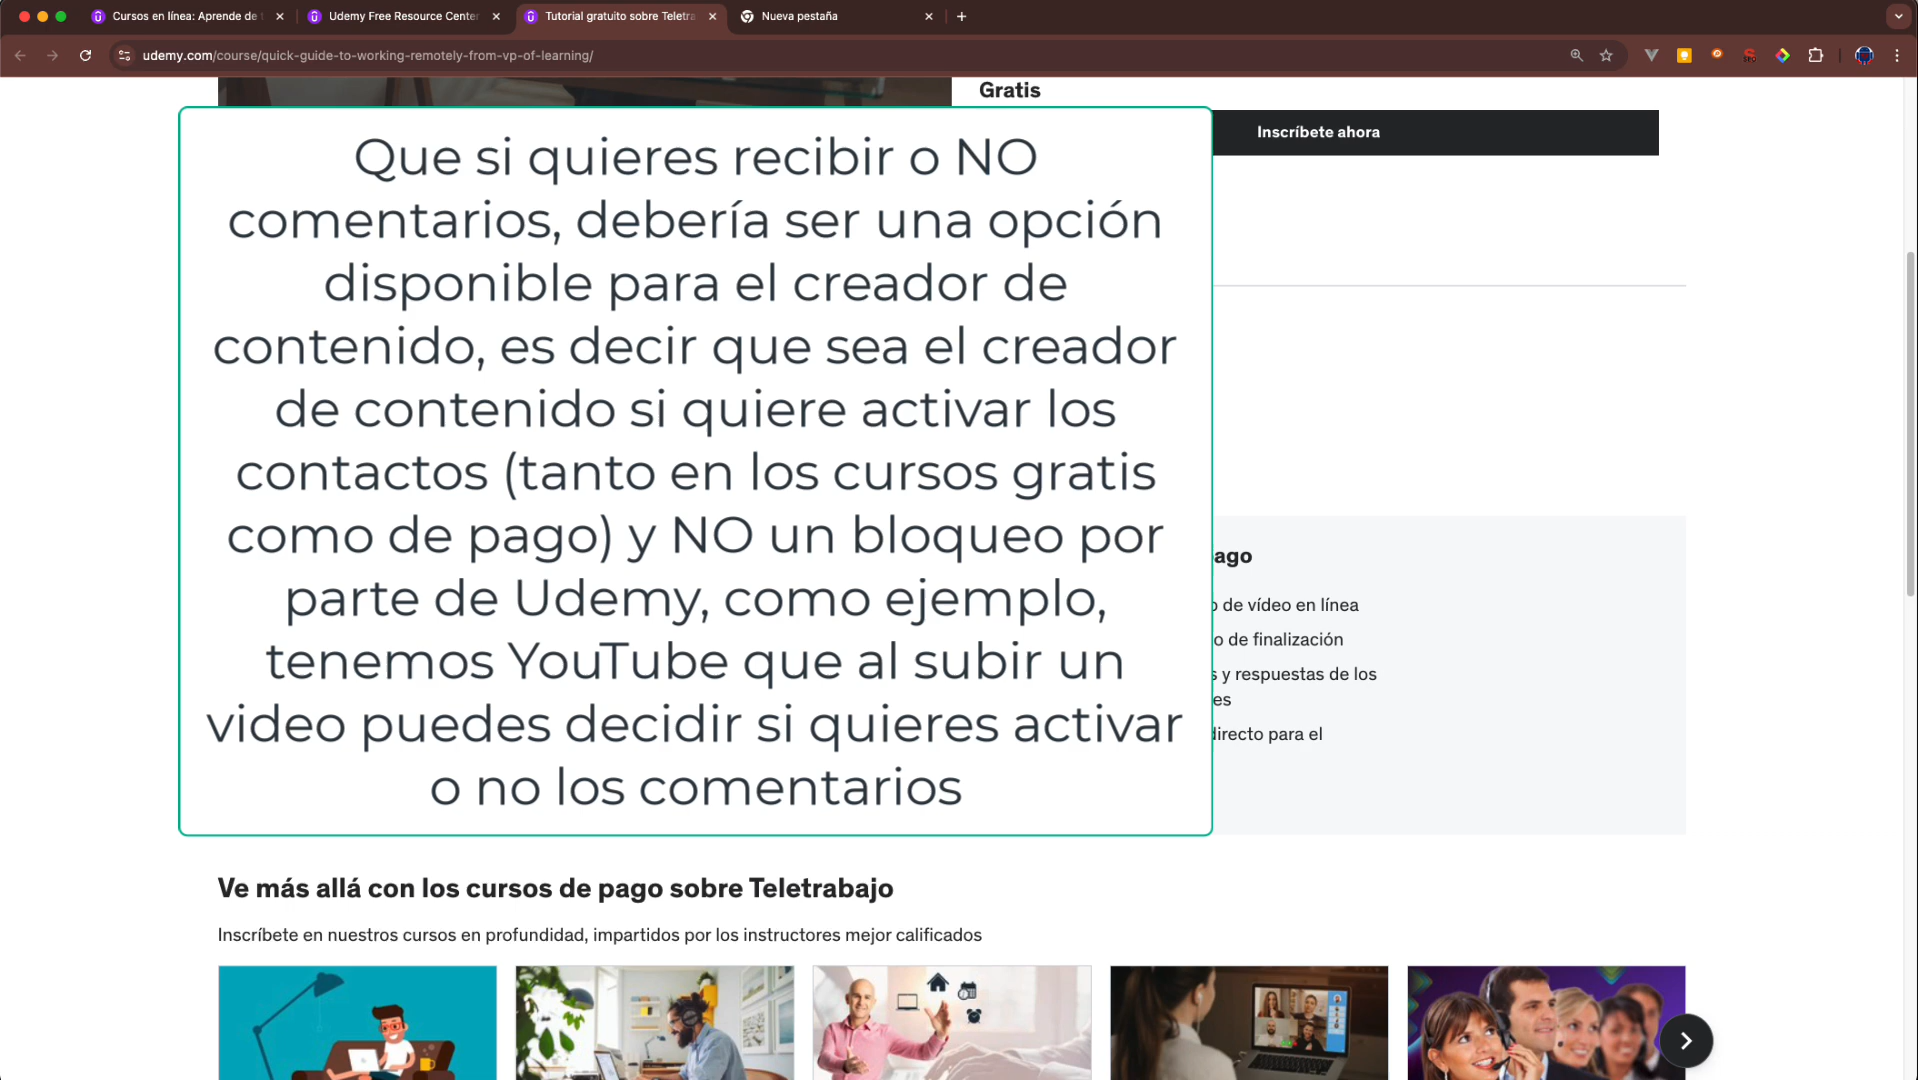 Cursos en línea: Aprende de
Udemy Free Resource Center
Tutorial gratuito sobre Teletra
Nueva pestaña
udemy.com/course/quick-guide-to-working-remotely-from-vp-of-learning/
Gratis
Inscríbete ahora
Que si quieres recibir o NO
comentarios, debería ser una opción
disponible para el creador de
contenido, es decir que sea el creador
de contenido si quiere activar los
contactos (tanto en los cursos gratis
como de pago) y NO un bloqueo por
parte de Udemy, como ejemplo,
tenemos YouTube que al subir un
video puedes decidir si quieres activar
o no los comentarios
ago
o de vídeo en línea
o de finalización
s y respuestas de los
es
directo para el
Ve más allá con los cursos de pago sobre Teletrabajo
Inscríbete en nuestros cursos en profundidad, impartidos por los instructores mejor calificados